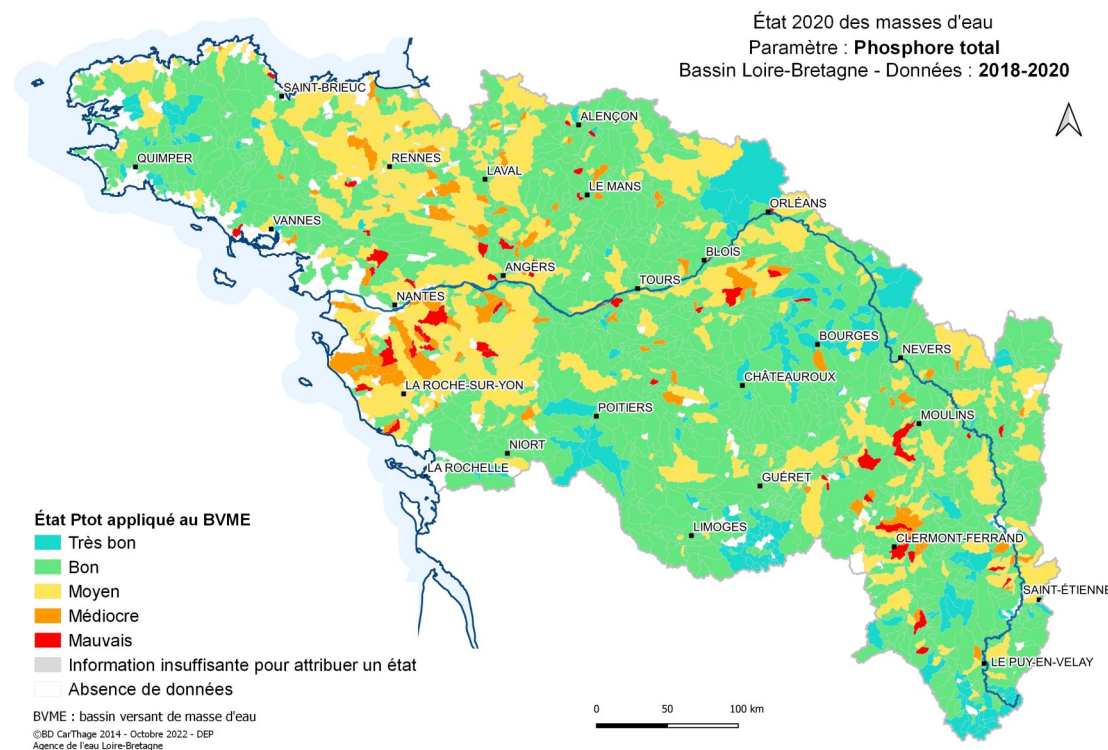 État 2020 des masses d'eau
Paramètre : Phosphore total
Bassin Loire-Bretagne - Données : 2018-2020
SAINT-BRIEUC
ALENÇON
QUIMPER
RENNES
LAVAL
LE MANS
ORLÉANS
VANNES
BLOIS
ANGERS
TOURS
NANTES
BOURGES
NEVERS
CHÂTEAUROUX
LA ROCHE-SUR-YON
POITIERS
MOULINS
NIORT
LA ROCHELLE
GUÉRET
LIMOGES
CLERMONT-FERRAND
SAINT-ÉTIENNE
LE PUY-EN-VELAY
État Ptot appliqué au BVME
Très bon
Bon
Moyen
Médiocre
Mauvais
Information insuffisante pour attribuer un état
Absence de données
BVME : bassin versant de masse d'eau
©BD CarThage 2014 - Octobre 2022 - DEP
Agence de l'eau Loire-Bretagne
0 50 100 km